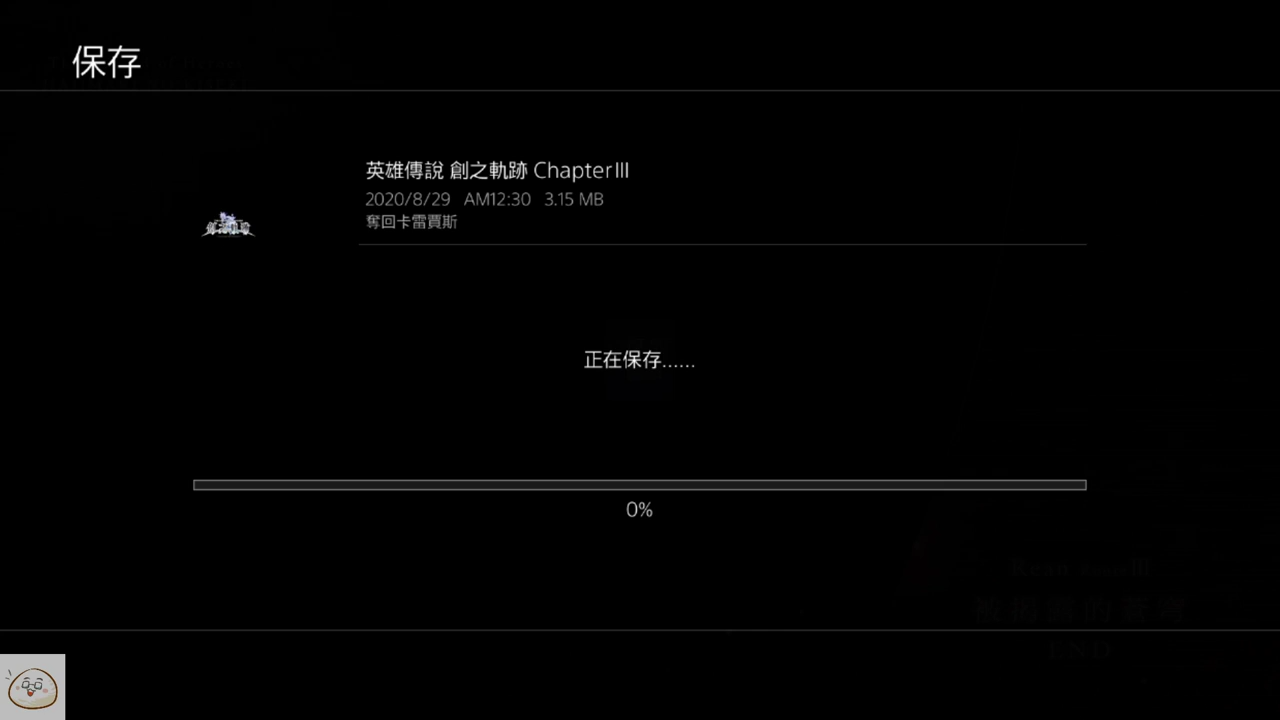 保存
英雄傳說 創之軌跡 ChapterⅢ
2020/8/29 AM12:30 3.15 MB
奪回卡雷賈斯
正在保存......
0%
END